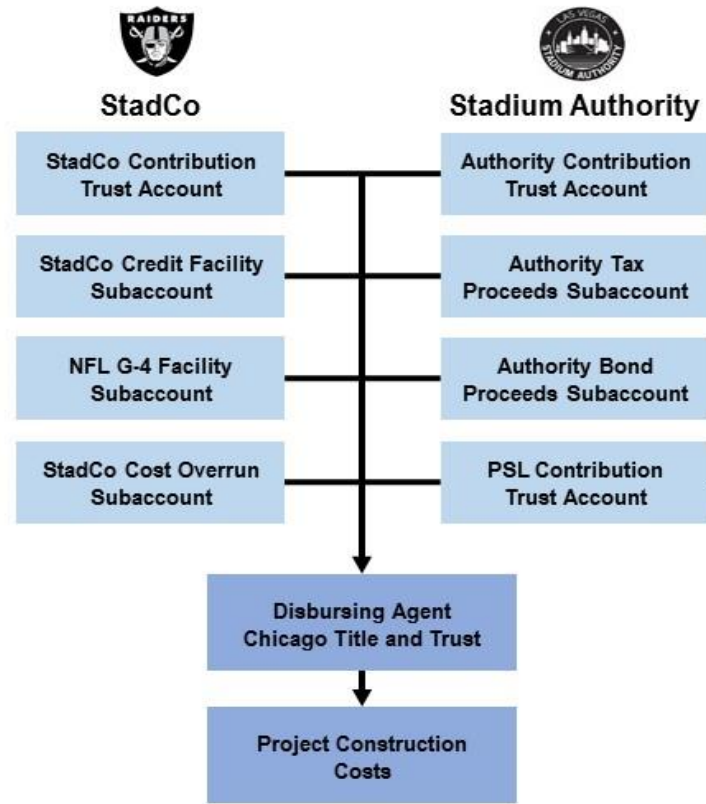 RAIDERS
StadCo
StadCo Contribution
Trust Account
StadCo Credit Facility
Subaccount
NFL G-4 Facility
Subaccount
StadCo Cost Overrun
Subaccount
LAS VEGAS
STADIUM AUTHORITY
Stadium Authority
Authority Contribution
Trust Account
Authority Tax
Proceeds Subaccount
Authority Bond
Proceeds Subaccount
PSL Contribution
Trust Account
Disbursing Agent
Chicago Title and Trust
Project Construction
Costs